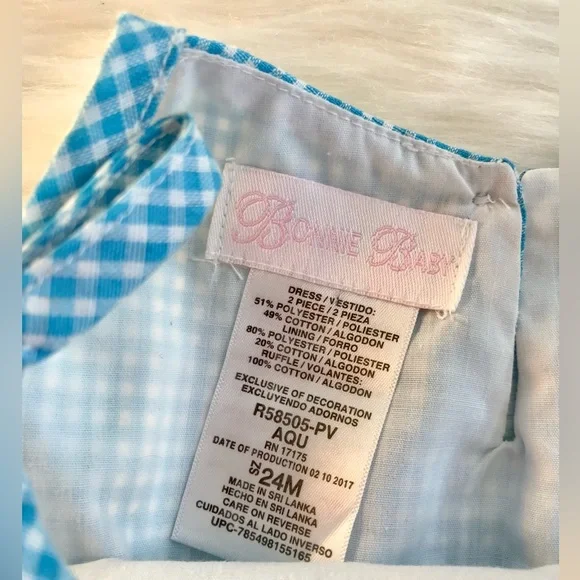 BONNIE BABY
DRESS / VESTIDO:
2 PIECE / 2 PIEZA
51% POLYESTER / POLIESTER
49% COTTON / ALGODON
LINING / FORRO
80% POLYESTER / POLIESTER
20% COTTON / ALGODON
RUFFLE / VOLANTES:
100% COTTON / ALGODON
EXCLUSIVE OF DECORATION
EXCLUYENDO ADORNOS
R58505-PV
AQU
RN 17175
DATE OF PRODUCTION 02 10 2017
SZ 24M
MADE IN SRI LANKA
HECHO EN SRI LANKA
CARE ON REVERSE
CUIDADOS AL LADO INVERSO
UPC-785498155165